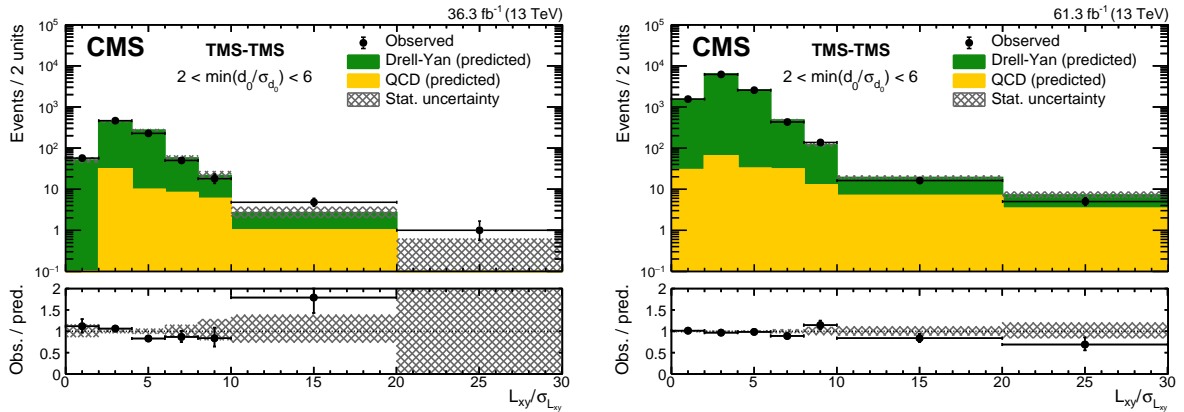 36.3 fb⁻¹ (13 TeV)
CMS
TMS-TMS
2 < min(d₀/σ_d₀) < 6
Observed
Drell-Yan (predicted)
QCD (predicted)
Stat. uncertainty
Events / 2 units
10⁵
10⁴
10³
10²
10
1
10⁻¹
Obs. / pred.
2
1.5
1
0.5
0
0 5 10 15 20 25 30
L_xy/σ_L_xy
61.3 fb⁻¹ (13 TeV)
CMS
TMS-TMS
2 < min(d₀/σ_d₀) < 6
Observed
Drell-Yan (predicted)
QCD (predicted)
Stat. uncertainty
Events / 2 units
10⁵
10⁴
10³
10²
10
1
10⁻¹
Obs. / pred.
2
1.5
1
0.5
0
0 5 10 15 20 25 30
L_xy/σ_L_xy